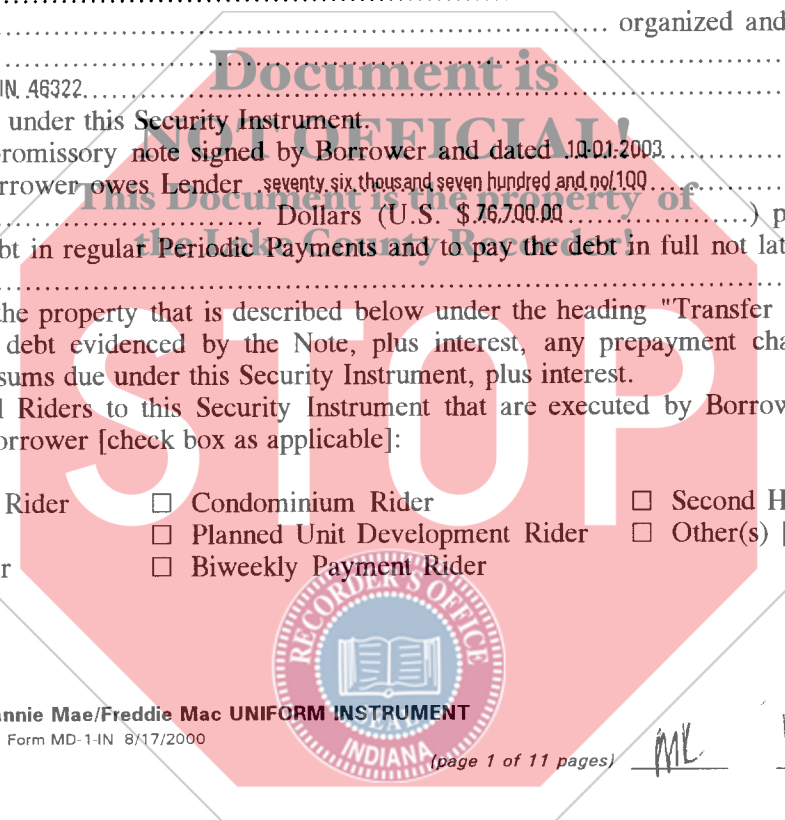 organized and
Document is
IN 46322
under this Security Instrument.
NOT OFFICIAL!
romissory note signed by Borrower and dated 10-01-2003
rrower owes Lender seventy six thousand seven hundred and no/100
This Document is the property of
Dollars (U.S. $ 76,700.00 ) p
bt in regular Periodic Payments and to pay the debt in full not lat
the Lake County Recorder!
the property that is described below under the heading "Transfer
debt evidenced by the Note, plus interest, any prepayment cha
sums due under this Security Instrument, plus interest.
l Riders to this Security Instrument that are executed by Borrow
orrower [check box as applicable]:
STOP
Rider ☐ Condominium Rider ☐ Second H
☐ Planned Unit Development Rider ☐ Other(s) [
r ☐ Biweekly Payment Rider
RECORDER'S OFFICE
SEAL
INDIANA
annie Mae/Freddie Mac UNIFORM INSTRUMENT
Form MD-1-IN 8/17/2000
(page 1 of 11 pages)